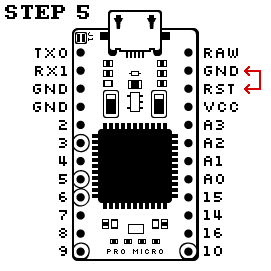 STEP 5
TXO RAW
RX1 GND
GND RST
GND VCC
2 A3
3 A2
4 A1
5 A0
6 15
7 14
8 16
9 10
PRO MICRO